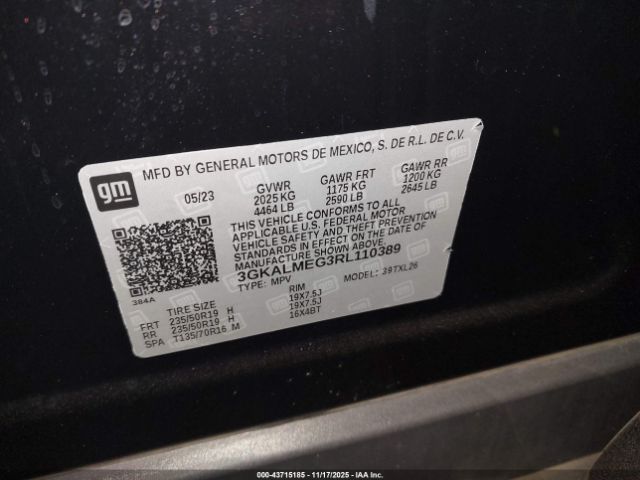 MFD BY GENERAL MOTORS DE MEXICO, S. DE R.L. DE C.V.
gm
05/23
GVWR GAWR FRT GAWR RR
2025 KG 1175 KG 1200 KG
4464 LB 2590 LB 2645 LB
THIS VEHICLE CONFORMS TO ALL
APPLICABLE U.S. FEDERAL MOTOR
VEHICLE SAFETY AND THEFT PREVENTION
STANDARDS IN EFFECT ON THE DATE OF
MANUFACTURE SHOWN ABOVE.
3GKALMEG3RL110389
384A
TYPE: MPV MODEL: 39TXL26
TIRE SIZE RIM
FRT 235/50R19 H 19X7.5J
RR 235/50R19 H 19X7.5J
SPA T135/70R16 M 16X4BT
000-43715185 - 11/17/2025 - IAA Inc.